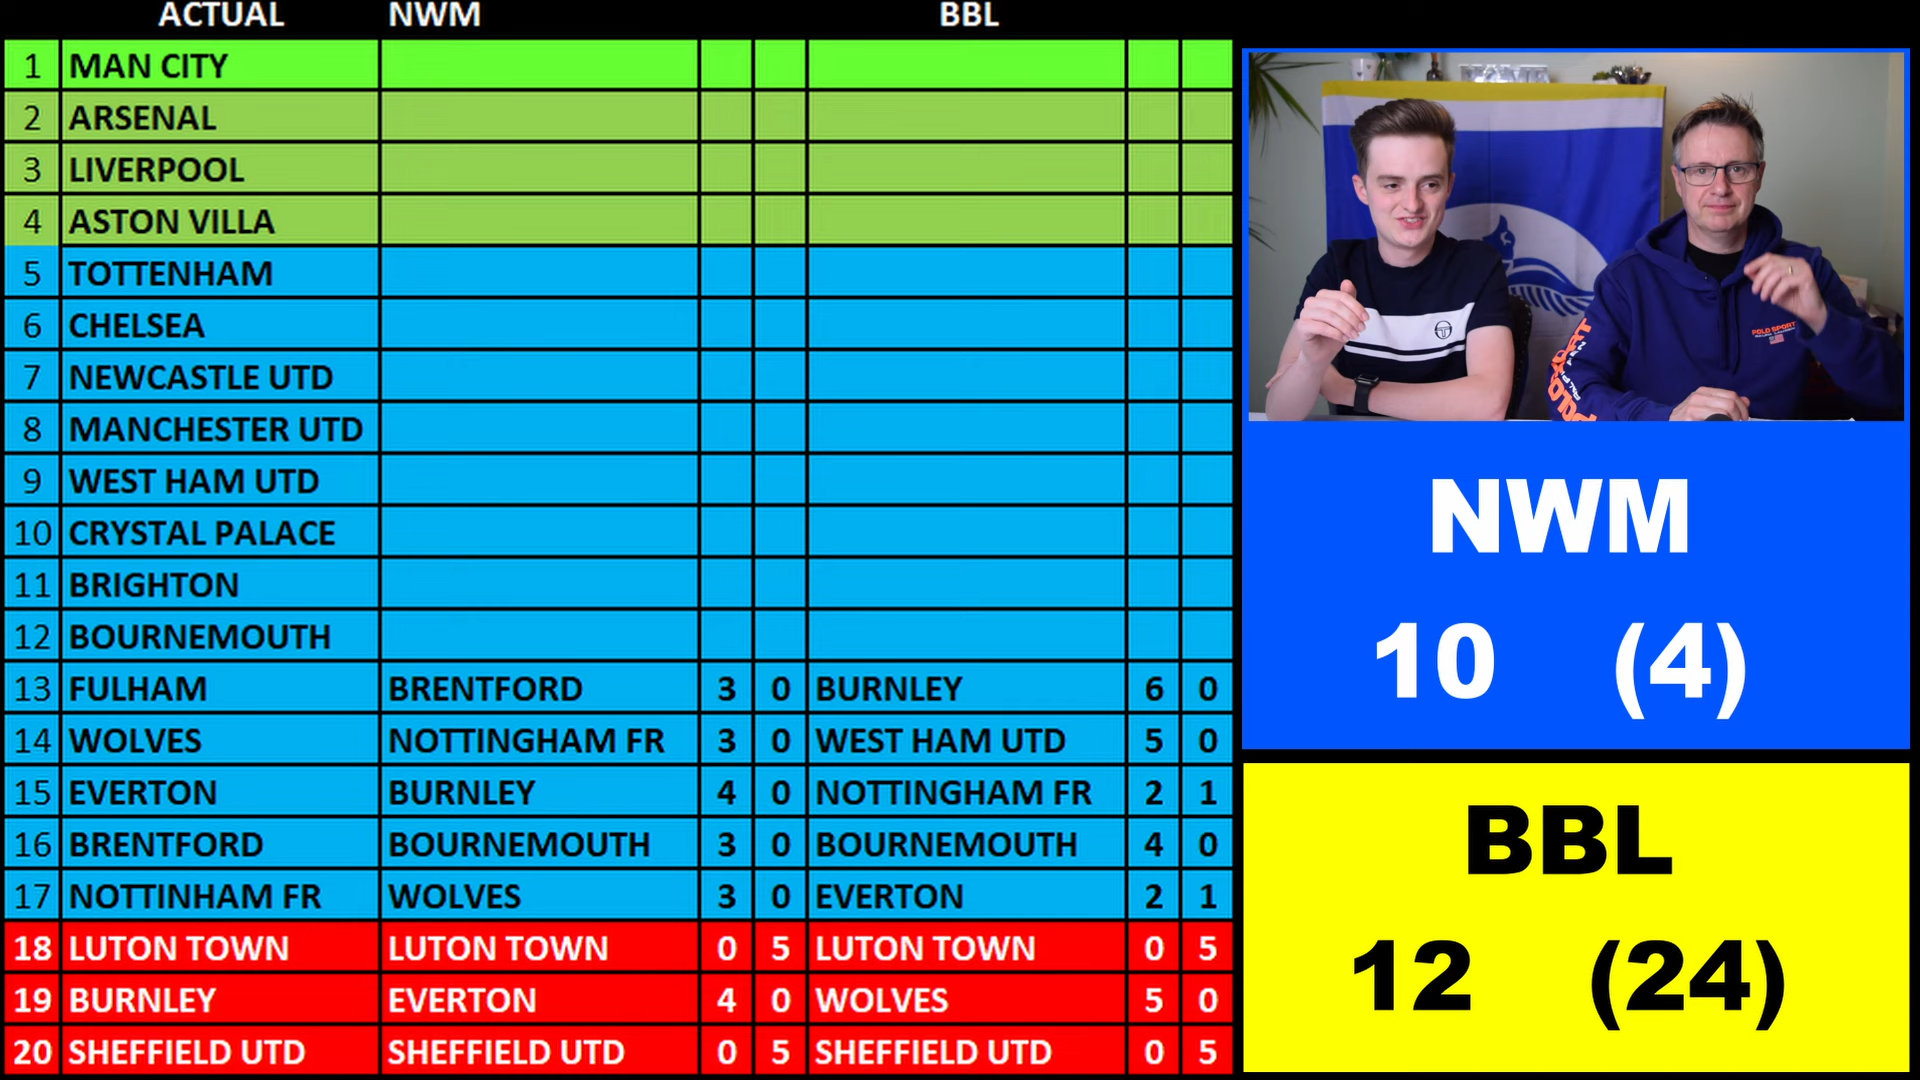 ACTUAL NWM BBL
1 MAN CITY
2 ARSENAL
3 LIVERPOOL
4 ASTON VILLA
5 TOTTENHAM
6 CHELSEA
7 NEWCASTLE UTD
8 MANCHESTER UTD
9 WEST HAM UTD
10 CRYSTAL PALACE
11 BRIGHTON
12 BOURNEMOUTH
13 FULHAM BRENTFORD 3 0 BURNLEY 6 0
14 WOLVES NOTTINGHAM FR 3 0 WEST HAM UTD 5 0
15 EVERTON BURNLEY 4 0 NOTTINGHAM FR 2 1
16 BRENTFORD BOURNEMOUTH 3 0 BOURNEMOUTH 4 0
17 NOTTINHAM FR WOLVES 3 0 EVERTON 2 1
18 LUTON TOWN LUTON TOWN 0 5 LUTON TOWN 0 5
19 BURNLEY EVERTON 4 0 WOLVES 5 0
20 SHEFFIELD UTD SHEFFIELD UTD 0 5 SHEFFIELD UTD 0 5
POLO SPORT
NWM
10 (4)
BBL
12 (24)